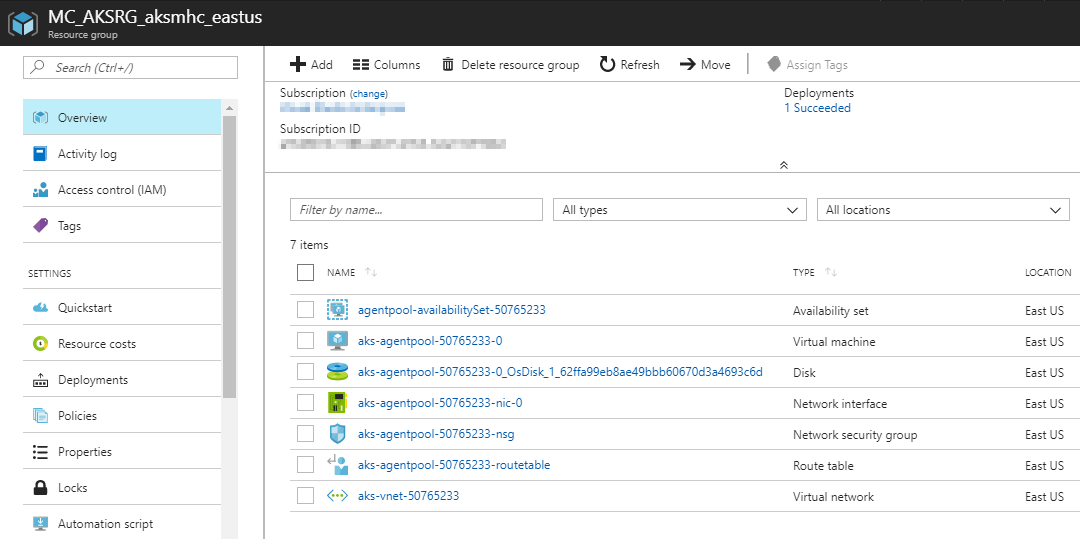 MC_AKSRG_aksmhc_eastus
Resource group
Search (Ctrl+/)
Overview
Activity log
Access control (IAM)
Tags
SETTINGS
Quickstart
Resource costs
Deployments
Policies
Properties
Locks
Automation script
Add Columns Delete resource group Refresh Move Assign Tags
Subscription (change) Deployments
1 Succeeded
Subscription ID
Filter by name... All types All locations
7 items
NAME TYPE LOCATION
agentpool-availabilitySet-50765233 Availability set East US
aks-agentpool-50765233-0 Virtual machine East US
aks-agentpool-50765233-0_OsDisk_1_62ffa99eb8ae49bbb60670d3a4693c6d Disk East US
aks-agentpool-50765233-nic-0 Network interface East US
aks-agentpool-50765233-nsg Network security group East US
aks-agentpool-50765233-routetable Route table East US
aks-vnet-50765233 Virtual network East US